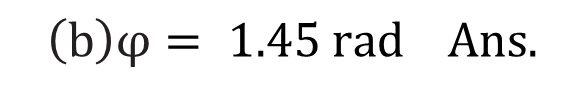 (b)φ = 1.45 rad Ans.